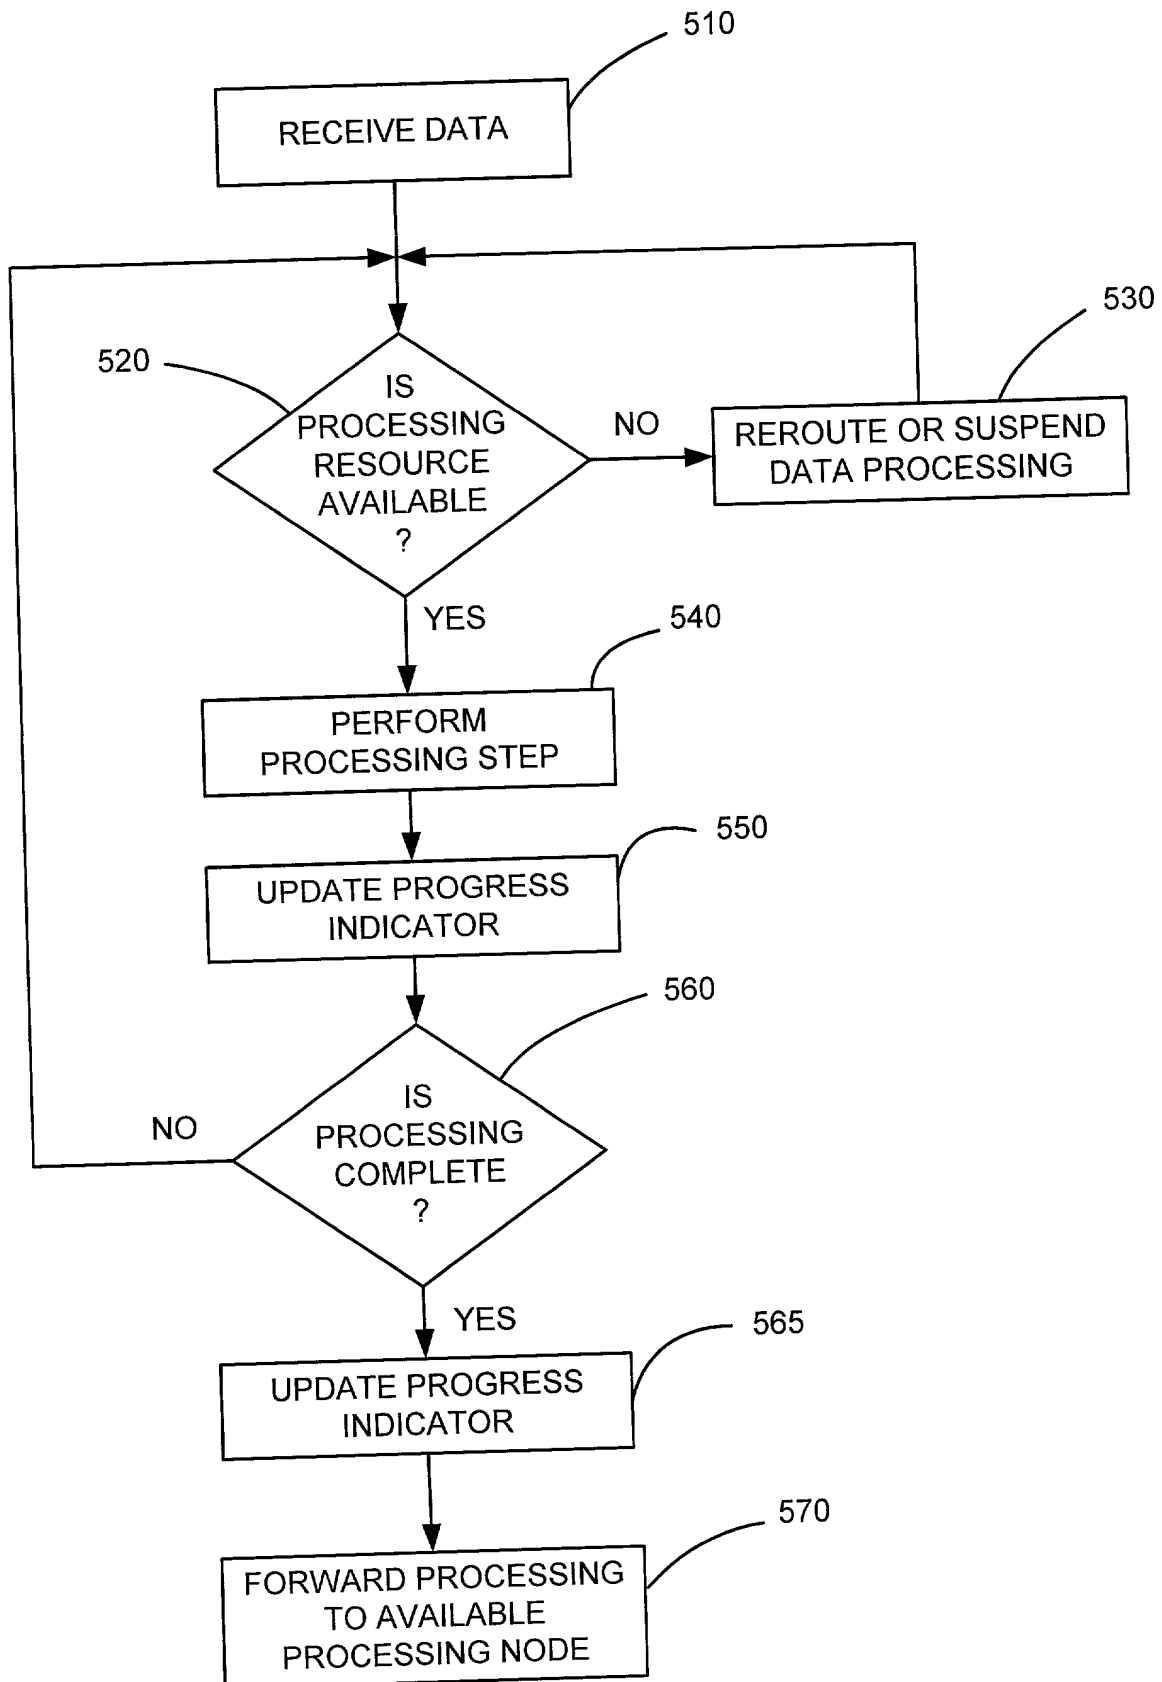 510
RECEIVE DATA
530
520
IS
PROCESSING
RESOURCE
AVAILABLE
?
NO
REROUTE OR SUSPEND
DATA PROCESSING
YES
540
PERFORM
PROCESSING STEP
550
UPDATE PROGRESS
INDICATOR
560
IS
PROCESSING
COMPLETE
?
NO
YES
565
UPDATE PROGRESS
INDICATOR
570
FORWARD PROCESSING
TO AVAILABLE
PROCESSING NODE